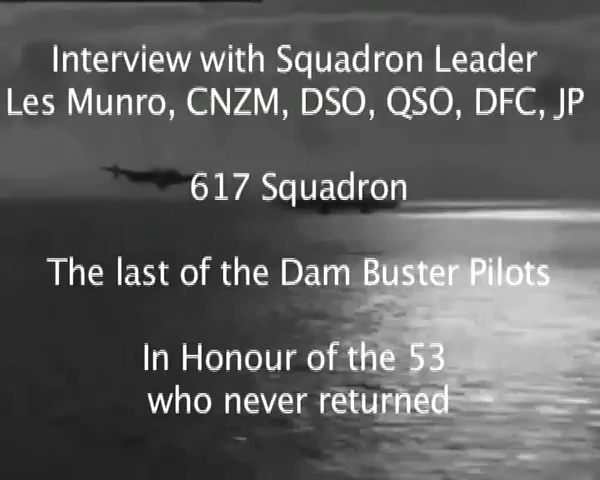 Interview with Squadron Leader
Les Munro, CNZM, DSO, QSO, DFC, JP
617 Squadron
The last of the Dam Buster Pilots
In Honour of the 53
who never returned